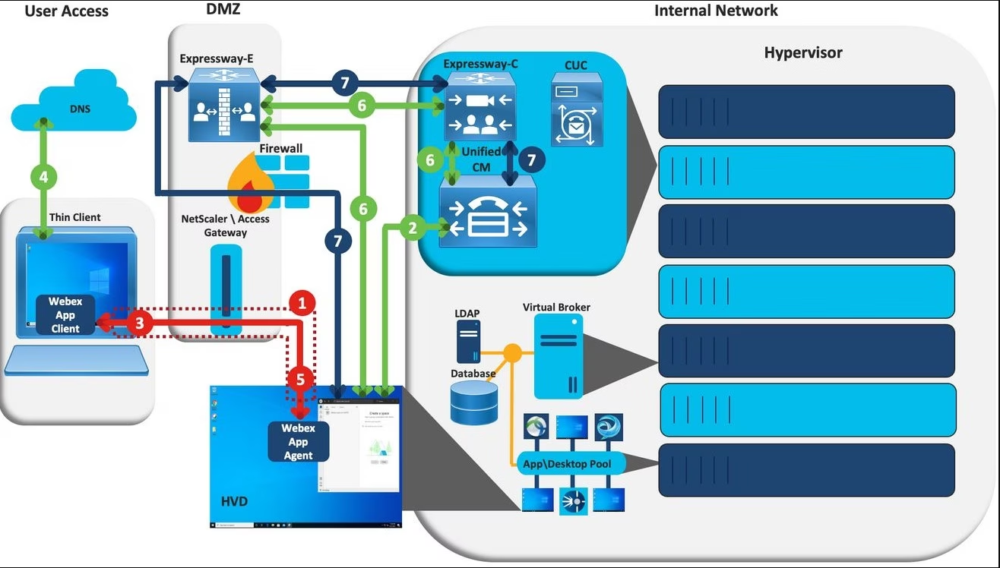 User Access
DMZ
Internal Network
Hypervisor
Expressway-E
Expressway-C
CUC
7
DNS
6
Firewall
6
Unified
CM
7
4
6
2
Thin Client
NetScaler \ Access
Gateway
7
Webex
App
Client
1
3
LDAP
Virtual Broker
5
Database
Create a space
Webex
App
Agent
App\Desktop Pool
HVD